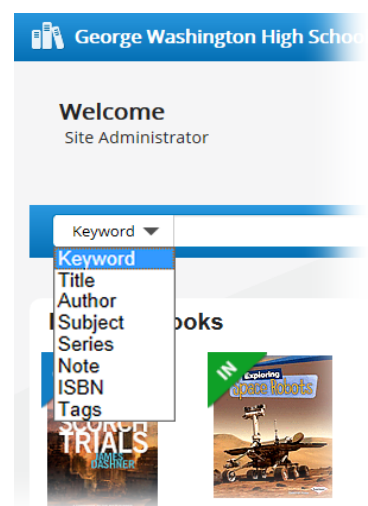 George Washington High Schoo
Welcome
Site Administrator
Keyword
Keyword
Title
Author
Subject
Series
Note
ISBN
Tags
ooks
IN
Exploring
Space Robots
SCORCH
TRIALS
JAMES
DASHNER